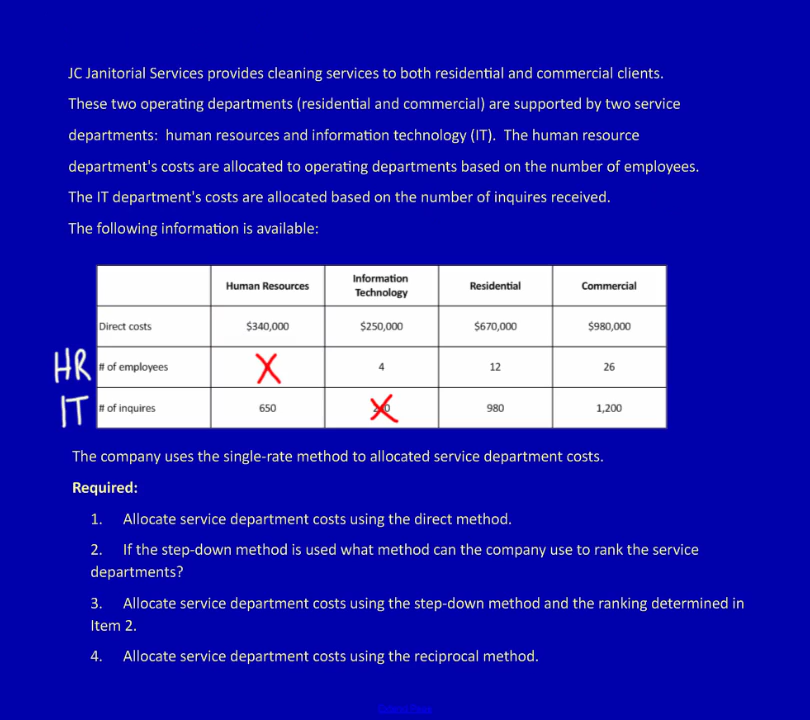 JC Janitorial Services provides cleaning services to both residential and commercial clients.
These two operating departments (residential and commercial) are supported by two service
departments: human resources and information technology (IT). The human resource
department's costs are allocated to operating departments based on the number of employees.
The IT department's costs are allocated based on the number of inquires received.
The following information is available:
Human Resources Information Technology Residential Commercial
Direct costs $340,000 $250,000 $670,000 $980,000
HR # of employees X 4 12 26
IT # of inquires 650 X 980 1,200
The company uses the single-rate method to allocated service department costs.
Required:
1. Allocate service department costs using the direct method.
2. If the step-down method is used what method can the company use to rank the service
departments?
3. Allocate service department costs using the step-down method and the ranking determined in
Item 2.
4. Allocate service department costs using the reciprocal method.